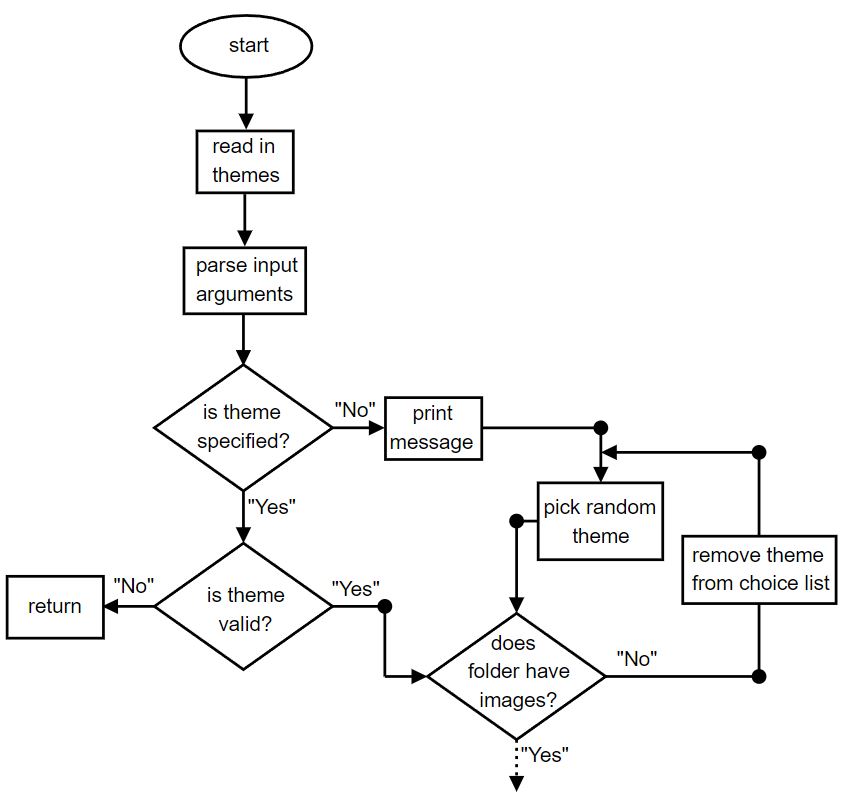 start
read in
themes
parse input
arguments
is theme
specified?
"No"
print
message
"Yes"
pick random
theme
remove theme
from choice list
return
"No"
is theme
valid?
"Yes"
does
folder have
images?
"No"
"Yes"